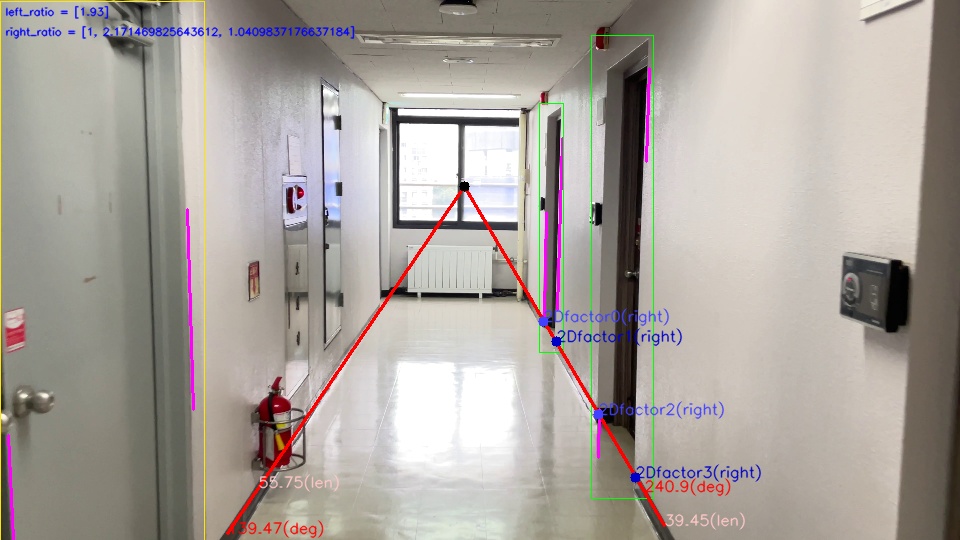 left_ratio = [1.93]
right_ratio = [1, 2.171469825643612, 1.0409837176637184]
2Dfactor0(right)
2Dfactor1(right)
2Dfactor2(right)
2Dfactor3(right)
55.75(len)
240.9(deg)
39.45(len)
39.47(deg)